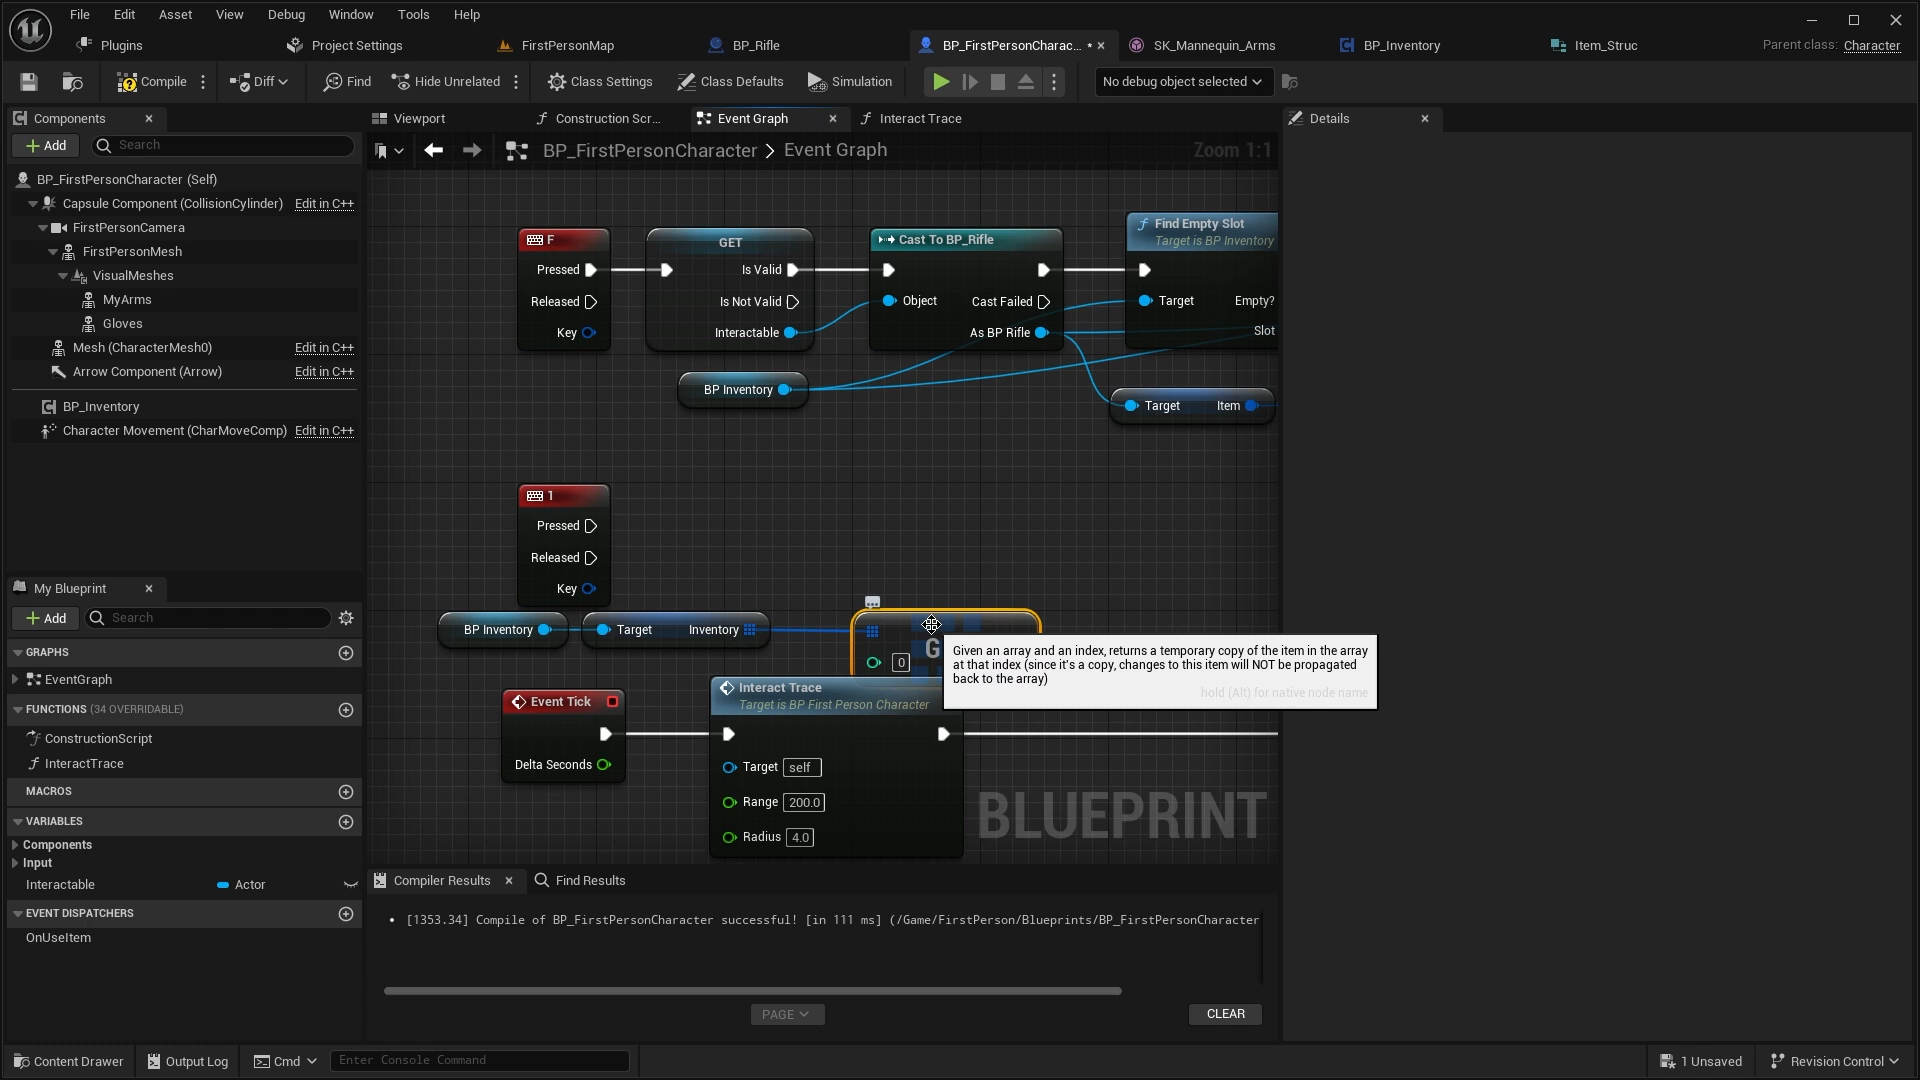 File Edit Asset View Debug Window Tools Help
Plugins Project Settings FirstPersonMap BP_Rifle BP_FirstPersonCharac... • SK_Mannequin_Arms BP_Inventory Item_Struc Parent class: Character
Compile Diff Find Hide Unrelated Class Settings Class Defaults Simulation No debug object selected
Components
Add Search
BP_FirstPersonCharacter (Self)
Capsule Component (CollisionCylinder) Edit in C++
FirstPersonCamera
FirstPersonMesh
VisualMeshes
MyArms
Gloves
Mesh (CharacterMesh0) Edit in C++
Arrow Component (Arrow) Edit in C++
BP_Inventory
Character Movement (CharMoveComp) Edit in C++
My Blueprint
Add Search
GRAPHS
EventGraph
FUNCTIONS (34 OVERRIDABLE)
ConstructionScript
InteractTrace
MACROS
VARIABLES
Components
Input
Interactable Actor
EVENT DISPATCHERS
OnUseItem
Viewport Construction Scr... Event Graph Interact Trace
BP_FirstPersonCharacter > Event Graph Zoom 1:1
F
Pressed
Released
Key
GET
Is Valid
Is Not Valid
Interactable
Cast To BP_Rifle
Object Cast Failed
As BP Rifle
Find Empty Slot
Target is BP Inventory
Target Empty?
Slot
BP Inventory
Target Item
1
Pressed
Released
Key
BP Inventory Target Inventory
G
0
Given an array and an index, returns a temporary copy of the item in the array
at that index (since it's a copy, changes to this item will NOT be propagated
back to the array)
hold (Alt) for native node name
Event Tick
Delta Seconds
Interact Trace
Target is BP First Person Character
Target self
Range 200.0
Radius 4.0
BLUEPRINT
Compiler Results Find Results
• [1353.34] Compile of BP_FirstPersonCharacter successful! [in 111 ms] (/Game/FirstPerson/Blueprints/BP_FirstPersonCharacter
PAGE CLEAR
Details
Content Drawer Output Log Cmd Enter Console Command 1 Unsaved Revision Control